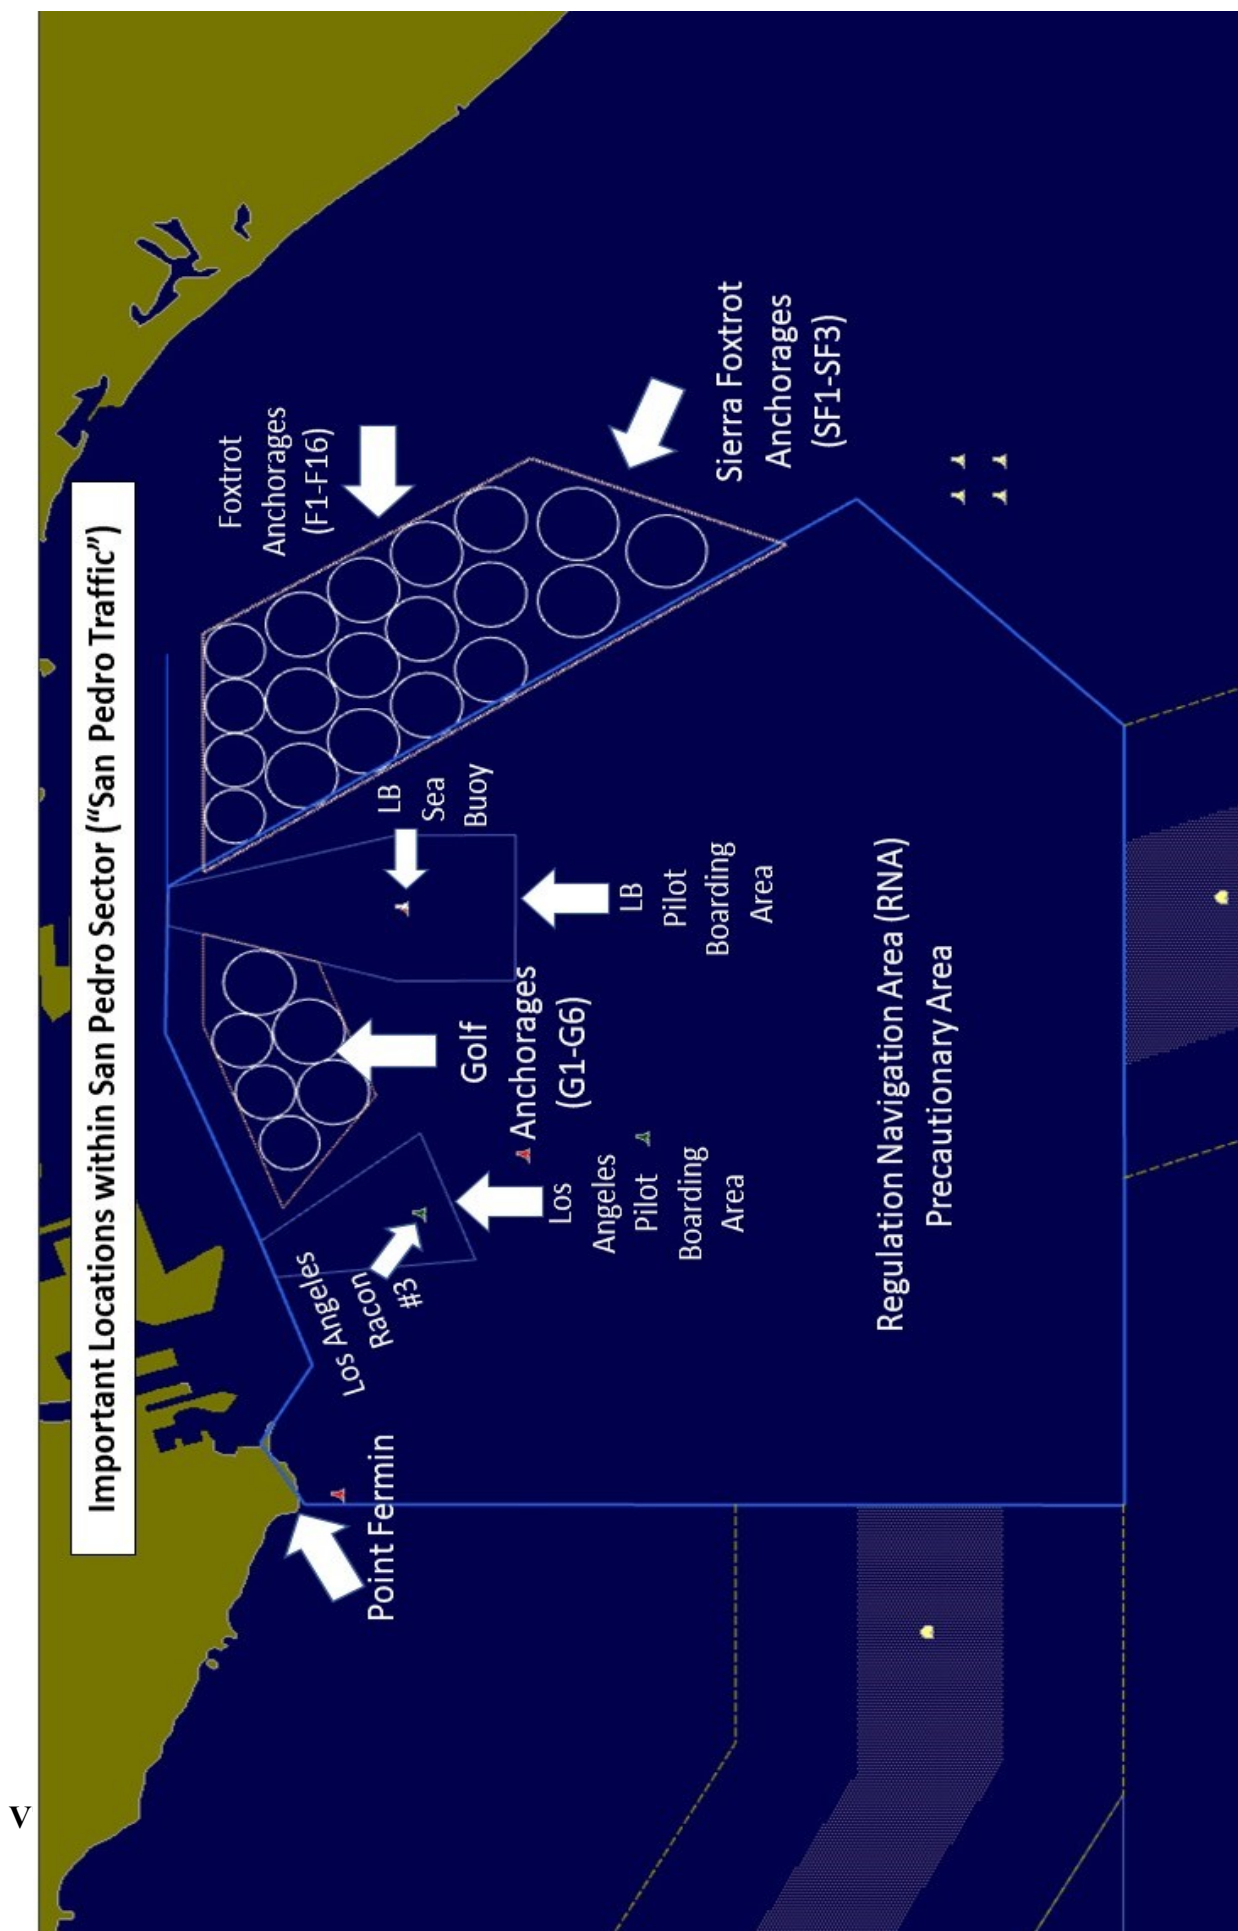 V
Important Locations within San Pedro Sector (“San Pedro Traffic”)
Point Fermin
Los Angeles
Racon
#3
Los
Angeles
Pilot
Boarding
Area
Golf
Anchorages
(G1-G6)
LB
Sea
Buoy
LB
Pilot
Boarding
Area
Foxtrot
Anchorages
(F1-F16)
Sierra Foxtrot
Anchorages
(SF1-SF3)
Regulation Navigation Area (RNA)
Precautionary Area